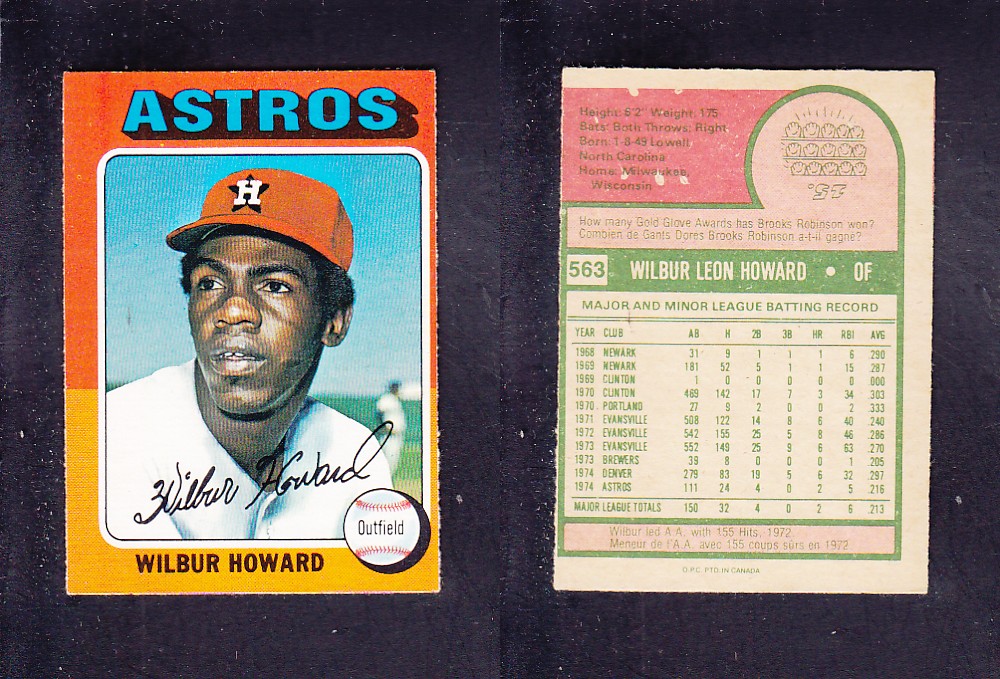 ASTROS
H
Wilbur Howard
Outfield
WILBUR HOWARD
Height: 6'2" Weight: 175
Bats: Both Throws: Right
Born: 1-8-49 Lowell
North Carolina
Home: Milwaukee,
Wisconsin
15.
How many Gold Glove Awards has Brooks Robinson won?
Combien de Gants Dores Brooks Robinson a-t-il gagné?
563 WILBUR LEON HOWARD • OF
MAJOR AND MINOR LEAGUE BATTING RECORD
YEAR CLUB AB H 2B 3B HR RBI AVG
1968 NEWARK 31 9 1 1 1 6 .290
1969 NEWARK 181 52 5 1 1 15 .287
1969 CLINTON 1 0 0 0 0 0 .000
1970 CLINTON 469 142 17 7 3 34 .303
1970 PORTLAND 27 9 2 0 0 2 .333
1971 EVANSVILLE 508 122 14 8 6 40 .240
1972 EVANSVILLE 542 155 25 5 8 46 .286
1973 EVANSVILLE 552 149 25 9 6 63 .270
1973 BREWERS 39 8 0 0 0 1 .205
1974 DENVER 279 83 19 5 6 32 .297
1974 ASTROS 111 24 4 0 2 5 .216
MAJOR LEAGUE TOTALS 150 32 4 0 2 6 .213
Wilbur led A.A. with 155 Hits, 1972.
Meneur de l'A.A. avec 155 coups sûrs en 1972
O.P.C. PTD. IN CANADA